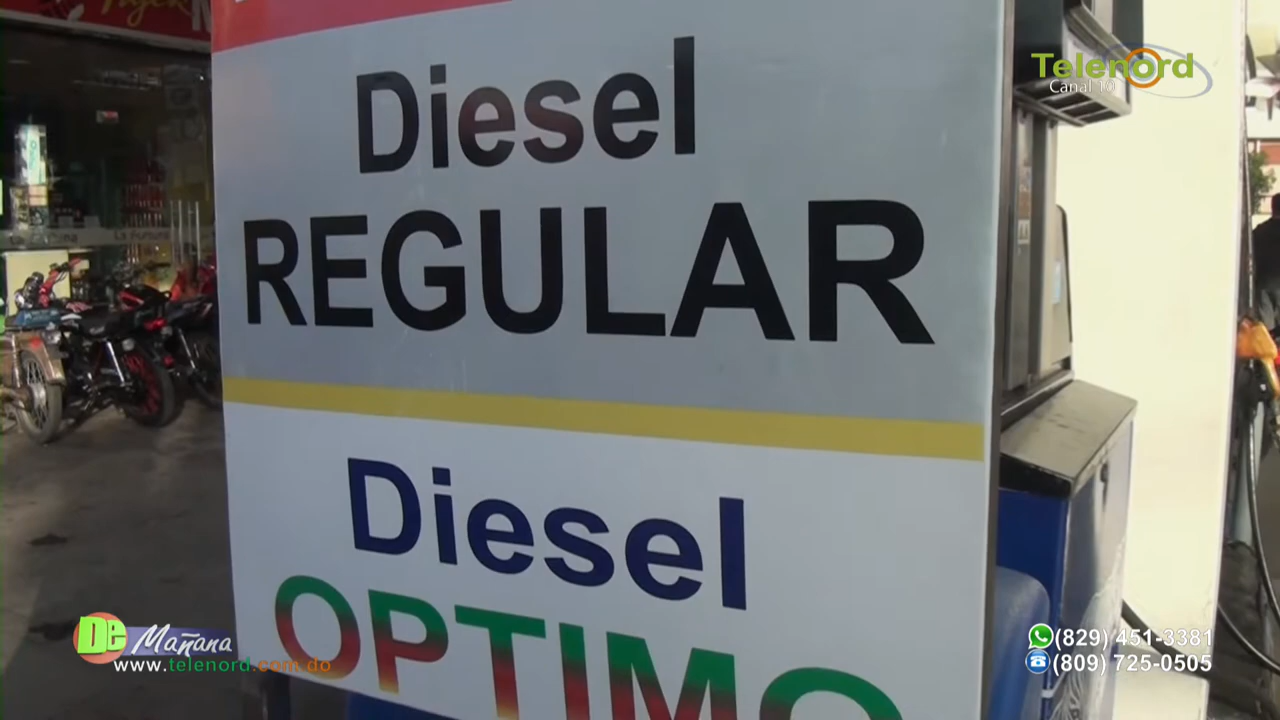 Telenord
Canal 10
Diesel
REGULAR
Diesel
OPTIMO
De Mañana
www.telenord.com.do
(829) 451-3381
(809) 725-0505